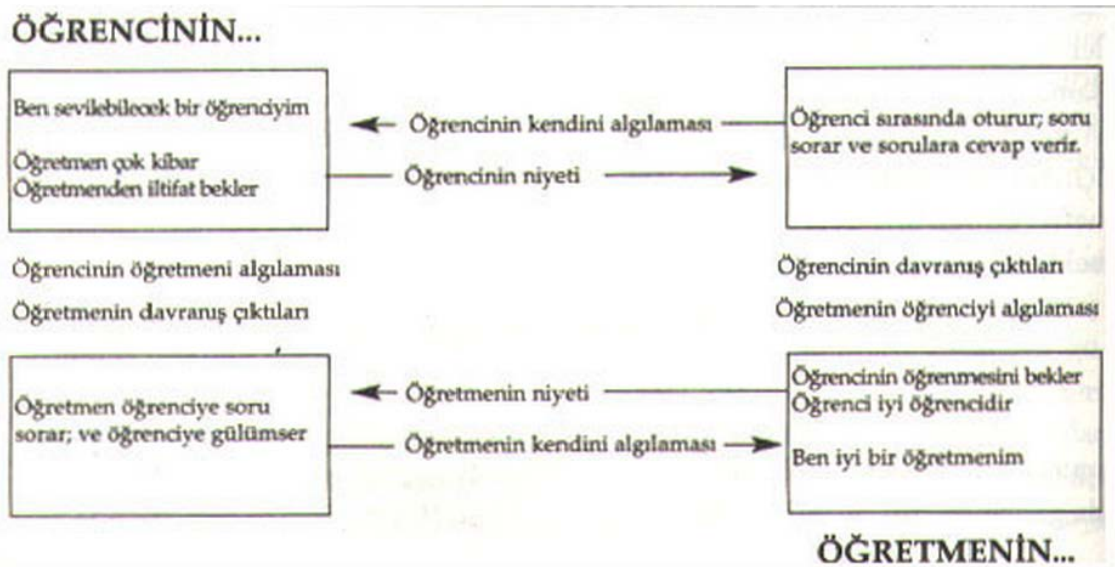 ÖĞRENCİNİN...
Ben sevilebilecek bir öğrenciyim
Öğretmen çok kibar
Öğretmenden iltifat bekler
Öğrencinin kendini algılaması
Öğrencinin niyeti
Öğrenci sırasında oturur; soru
sorar ve sorulara cevap verir.
Öğrencinin öğretmeni algılaması
Öğretmenin davranış çıktıları
Öğrencinin davranış çıktıları
Öğretmenin öğrenciyi algılaması
Öğretmen öğrenciye soru
sorar; ve öğrenciye gülümser
Öğretmenin niyeti
Öğretmenin kendini algılaması
Öğrencinin öğrenmesini bekler
Öğrenci iyi öğrencidir
Ben iyi bir öğretmenim
ÖĞRETMENİN...